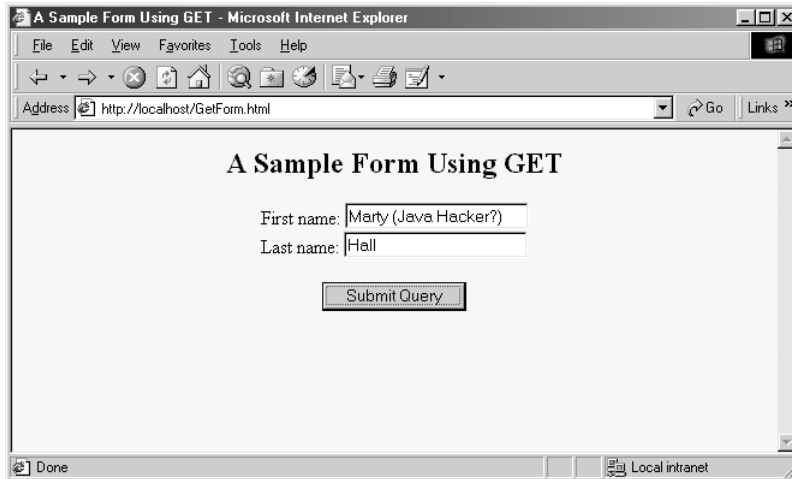 A Sample Form Using GET - Microsoft Internet Explorer
File Edit View Favorites Tools Help
Address http://localhost/GetForm.html Go Links »
A Sample Form Using GET
First name: Marty (Java Hacker?)
Last name: Hall
Submit Query
Done Local intranet